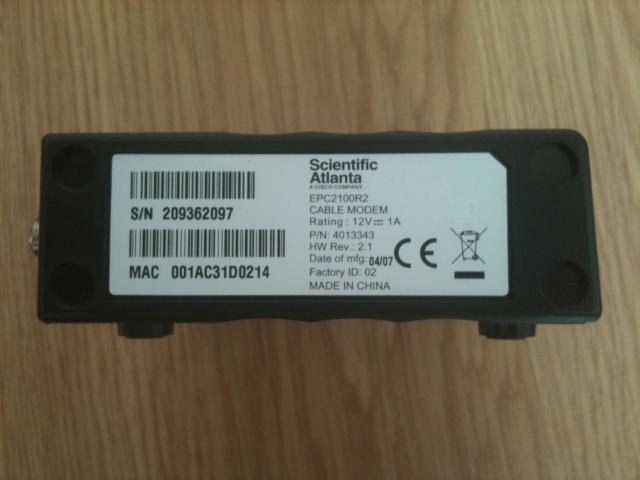 S/N 209362097
MAC 001AC31D0214
Scientific
Atlanta
A CISCO COMPANY
EPC2100R2
CABLE MODEM
Rating : 12V⎓ 1A
P/N: 4013343
HW Rev.: 2.1
Date of mfg: 04/07
Factory ID: 02
MADE IN CHINA
CE